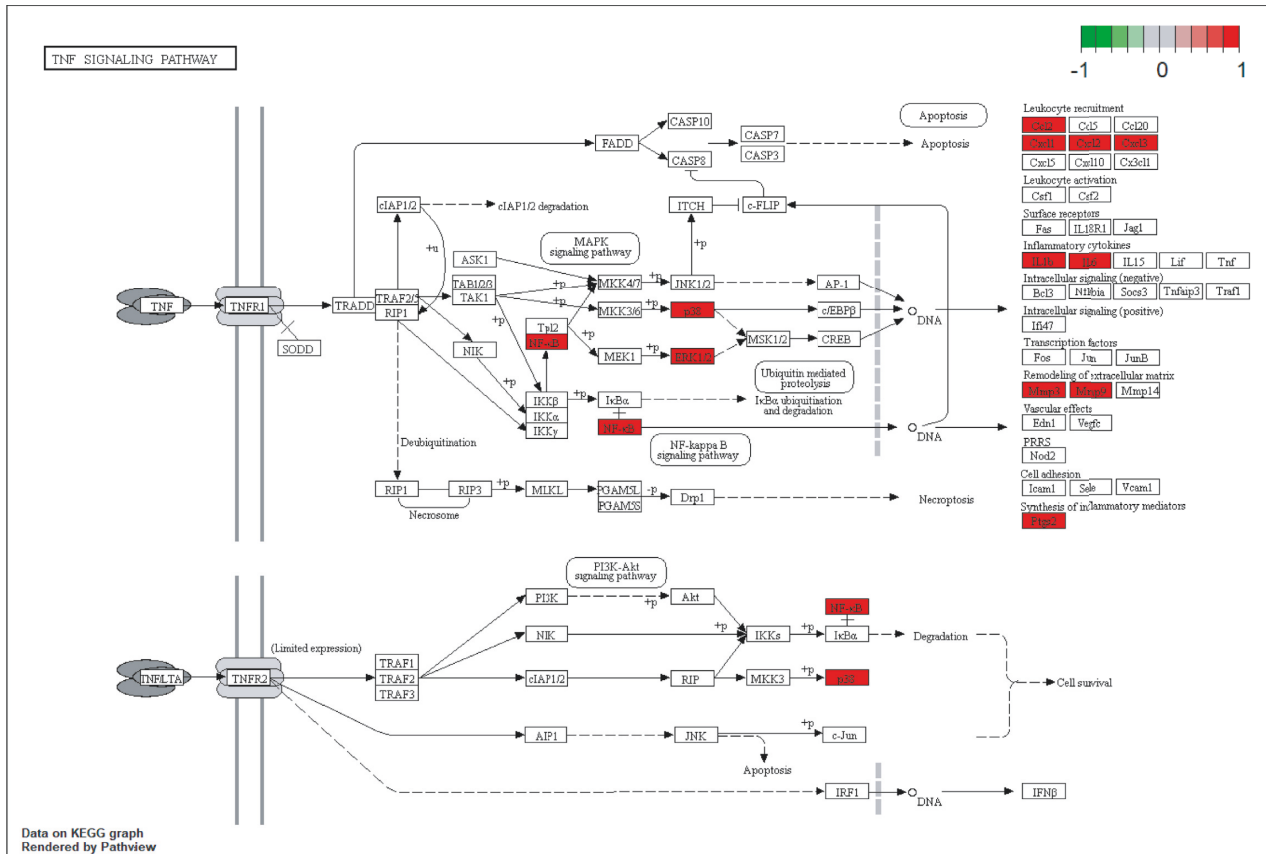 TNF SIGNALING PATHWAY
-1 0 1
FADD
CASP10
CASP8
CASP7
CASP3
Apoptosis
Apoptosis
cIAP1/2
cIAP1/2 degradation
ITCH
c-FLIP
+u
+p
MAPK
signaling pathway
ASK1
TAB1/2/3
TAK1
+p
MKK4/7
+p
JNK1/2
AP-1
TNF
TNFR1
TRADD
TRAF2/5
RIP1
+p
MKK3/6
+p
p38
c/EBPβ
DNA
SODD
NIK
Tpl2
NF-κB
+p
MEK1
+p
ERK1/2
MSK1/2
CREB
+p
Ubiquitin mediated
proteolysis
IKKβ
IKKα
IKKγ
+p
IκBα
IκBα ubiquitination
and degradation
NF-κB
DNA
NF-kappa B
signaling pathway
Deubiquitination
RIP1
RIP3
+p
MLKL
PGAM5L
PGAM5S
-p
Drp1
Necroptosis
Necrosome
Leukocyte recruitment
Ccl2 Ccl5 Ccl20
Cxcl1 Cxcl2 Cxcl3
Cxcl5 Cxcl10 Cx3cl1
Leukocyte activation
Csf1 Csf2
Surface receptors
Fas IL18R1 Jag1
Inflammatory cytokines
IL1b IL6 IL15 Lif Tnf
Intracellular signaling (negative)
Bcl3 Nfkbia Socs3 Tnfaip3 Traf1
Intracellular signaling (positive)
Ifi47
Transcription factors
Fos Jun JunB
Remodeling of extracellular matrix
Mmp3 Mmp9 Mmp14
Vascular effects
Edn1 Vegfc
PRRS
Nod2
Cell adhesion
Icam1 Sele Vcam1
Synthesis of inflammatory mediators
Ptgs2
PI3K-Akt
signaling pathway
PI3K
+p
Akt
NF-κB
NIK
+p
IKKs
+p
IκBα
Degradation
(Limited expression)
TNF/LTA
TNFR2
TRAF1
TRAF2
TRAF3
cIAP1/2
RIP
MKK3
+p
p38
Cell survival
AIP1
JNK
+p
c-Jun
Apoptosis
IRF1
DNA
IFNβ
Data on KEGG graph
Rendered by Pathview